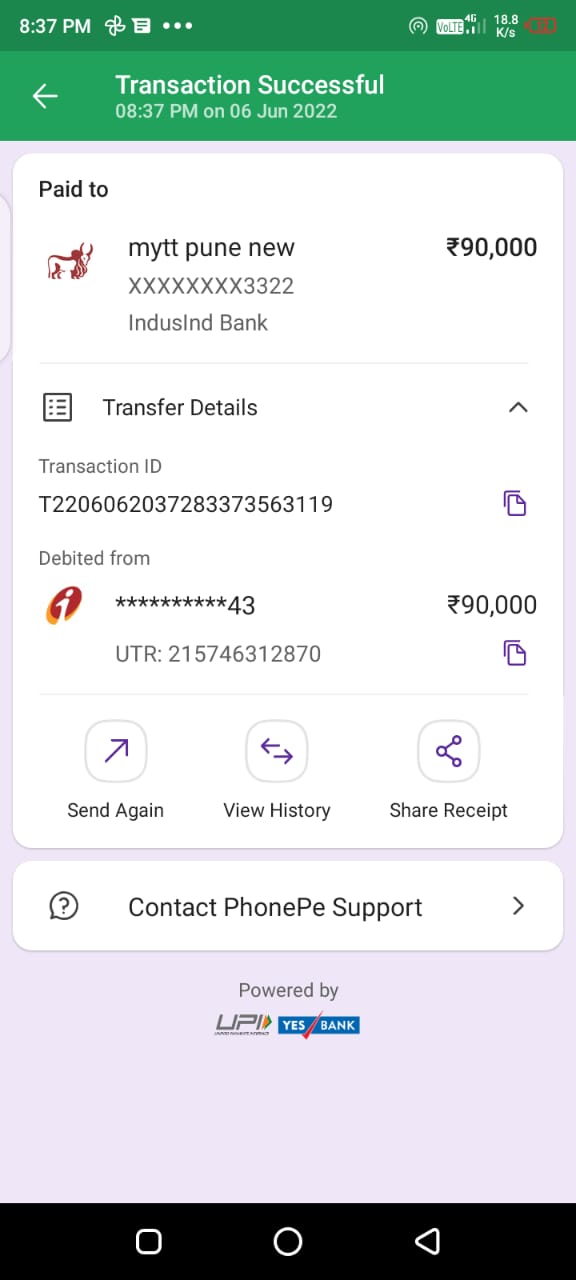 8:37 PM
VoLTE 4G 18.8 K/s
Transaction Successful
08:37 PM on 06 Jun 2022
Paid to
mytt pune new ₹90,000
XXXXXXXX3322
IndusInd Bank
Transfer Details
Transaction ID
T2206062037283373563119
Debited from
**********43 ₹90,000
UTR: 215746312870
Send Again View History Share Receipt
Contact PhonePe Support
Powered by
UPI YES BANK